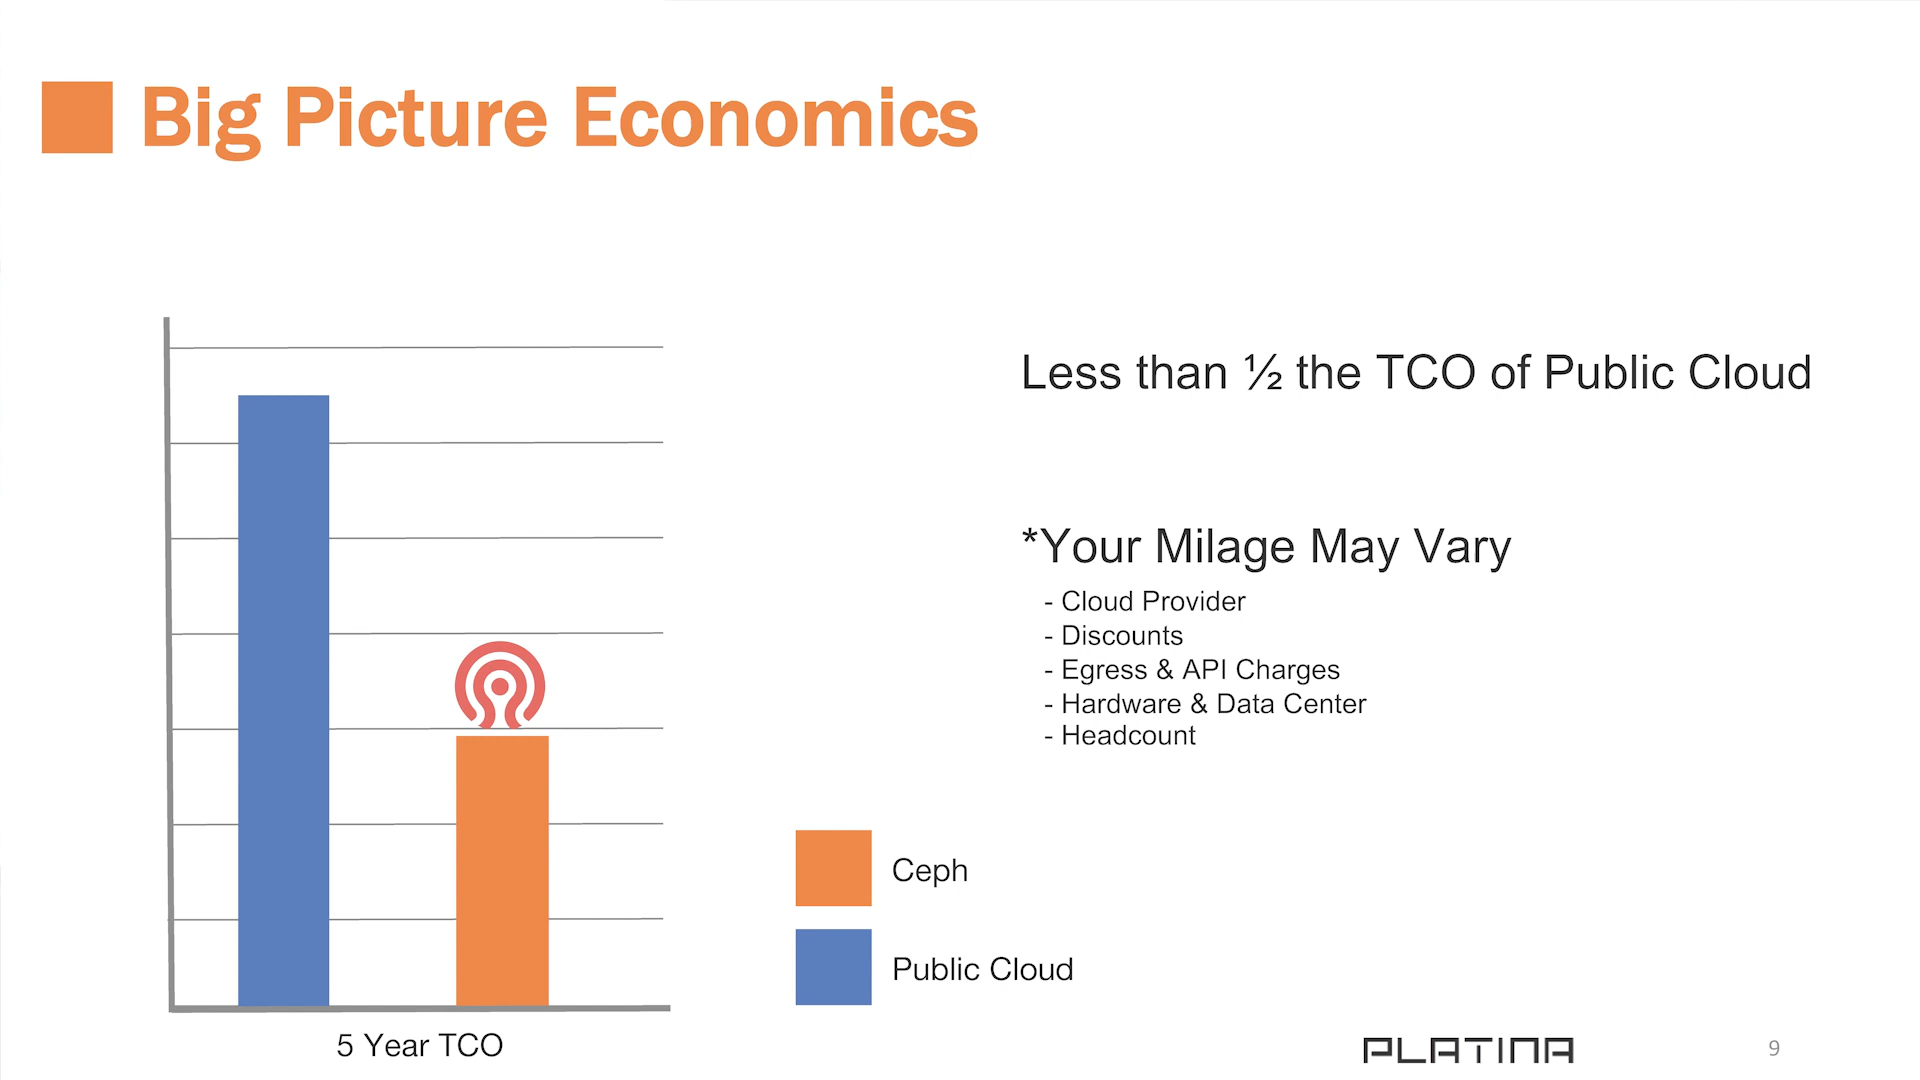 Big Picture Economics
Less than ½ the TCO of Public Cloud
*Your Milage May Vary
- Cloud Provider
- Discounts
- Egress & API Charges
- Hardware & Data Center
- Headcount
Ceph
Public Cloud
5 Year TCO
PLATINA
9